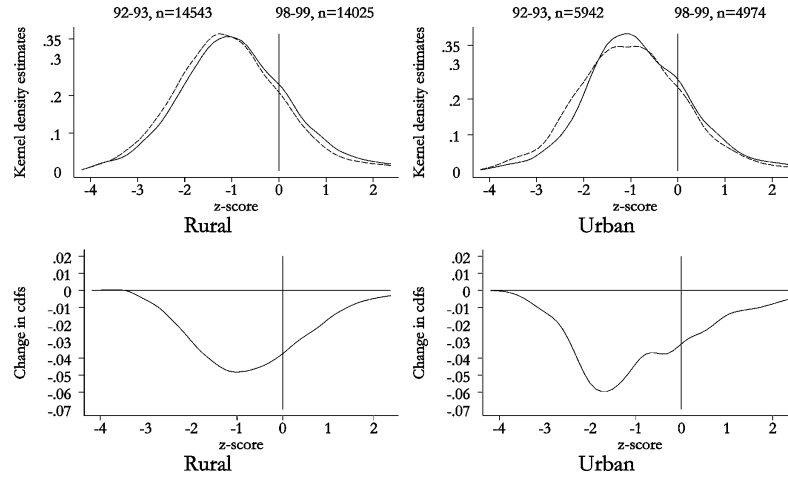 92-93, n=14543 98-99, n=14025
Kernel density estimates
.35
.3
.2
.1
0
-4 -3 -2 -1 0 1 2
z-score
Rural
92-93, n=5942 98-99, n=4974
Kernel density estimates
.35
.3
.2
.1
0
-4 -3 -2 -1 0 1 2
z-score
Urban
Change in cdfs
.02
.01
0
-.01
-.02
-.03
-.04
-.05
-.06
-.07
-4 -3 -2 -1 0 1 2
z-score
Rural
Change in cdfs
.02
.01
0
-.01
-.02
-.03
-.04
-.05
-.06
-.07
-4 -3 -2 -1 0 1 2
z-score
Urban